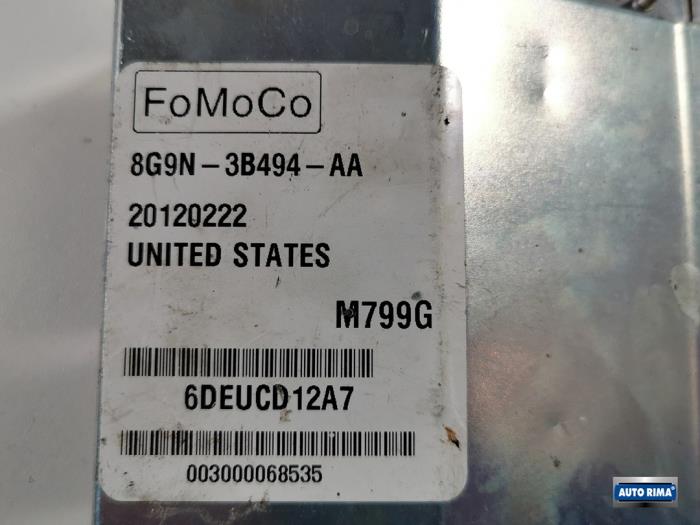 FoMoCo
8G9N-3B494-AA
20120222
UNITED STATES
M799G
6DEUCD12A7
003000068535
AUTO RIMA